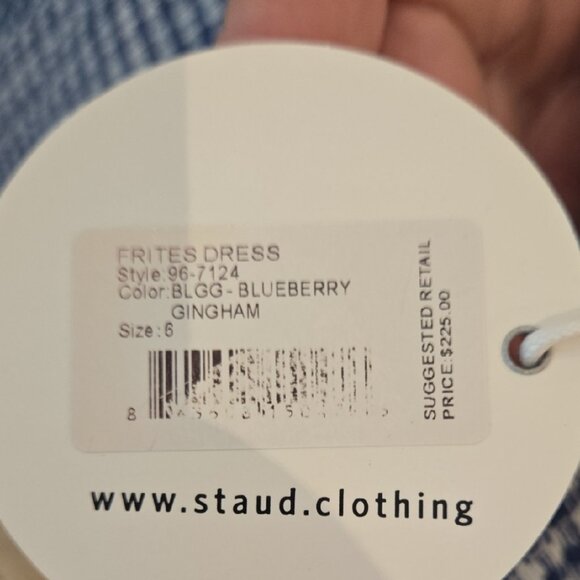 FRITES DRESS
Style:96-7124
Color:BLGG-BLUEBERRY
GINGHAM
Size:6
SUGGESTED RETAIL
PRICE:$225.00
www.staud.clothing